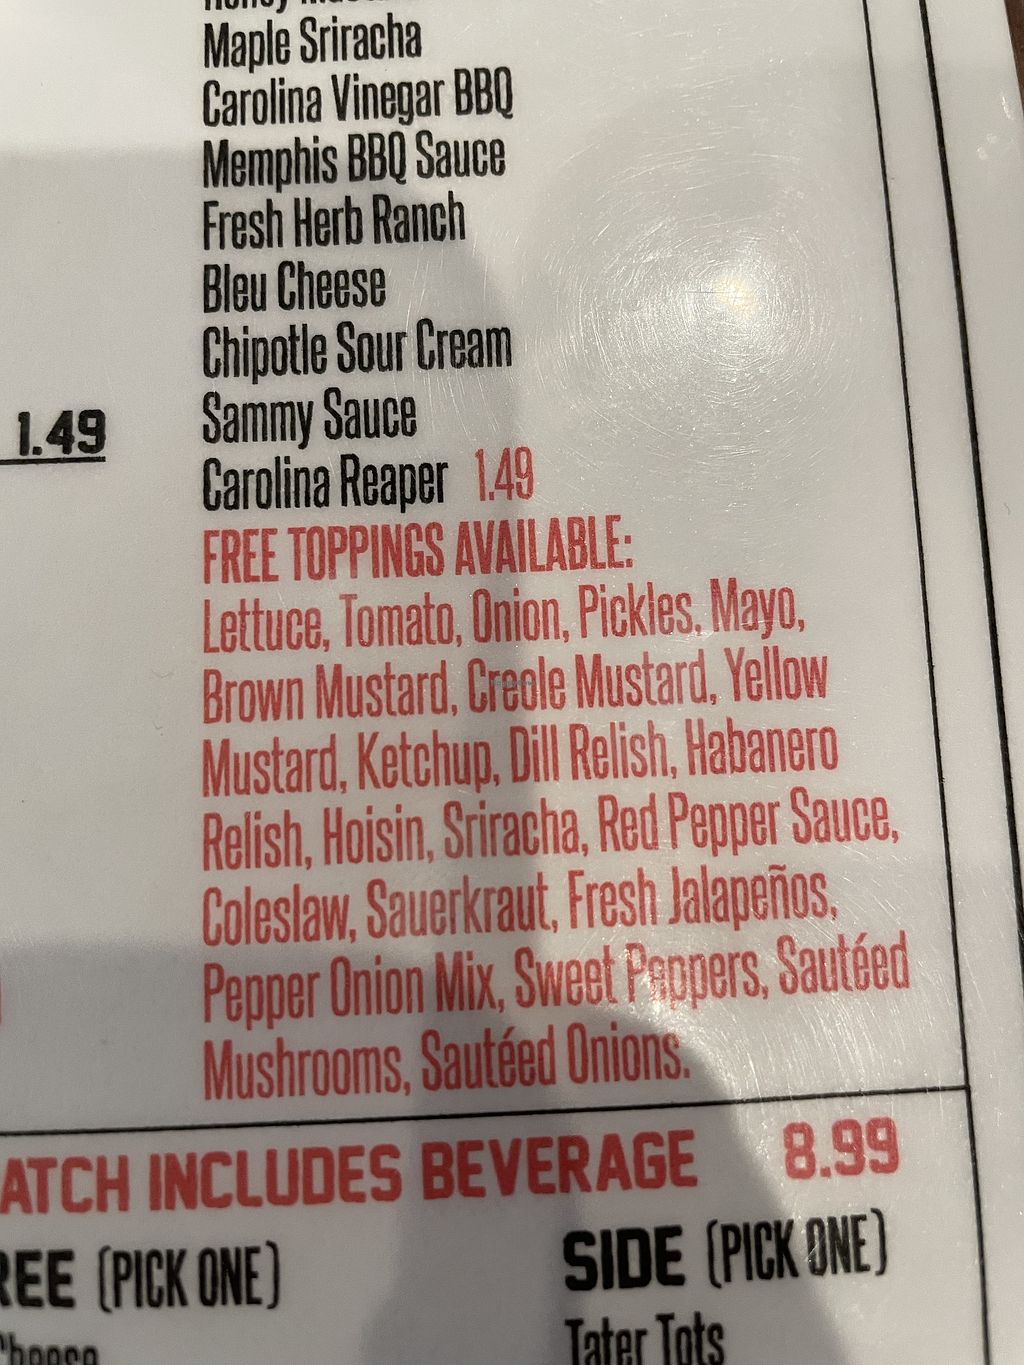 Maple Sriracha
Carolina Vinegar BBQ
Memphis BBQ Sauce
Fresh Herb Ranch
Bleu Cheese
Chipotle Sour Cream
1.49
Sammy Sauce
Carolina Reaper 1.49
FREE TOPPINGS AVAILABLE:
Lettuce, Tomato, Onion, Pickles, Mayo,
Brown Mustard, Creole Mustard, Yellow
Mustard, Ketchup, Dill Relish, Habanero
Relish, Hoisin, Sriracha, Red Pepper Sauce,
Coleslaw, Sauerkraut, Fresh Jalapeños,
Pepper Onion Mix, Sweet Peppers, Sautéed
Mushrooms, Sautéed Onions.
ATCH INCLUDES BEVERAGE 8.99
REE (PICK ONE)
SIDE (PICK ONE)
Cheese
Tater Tots